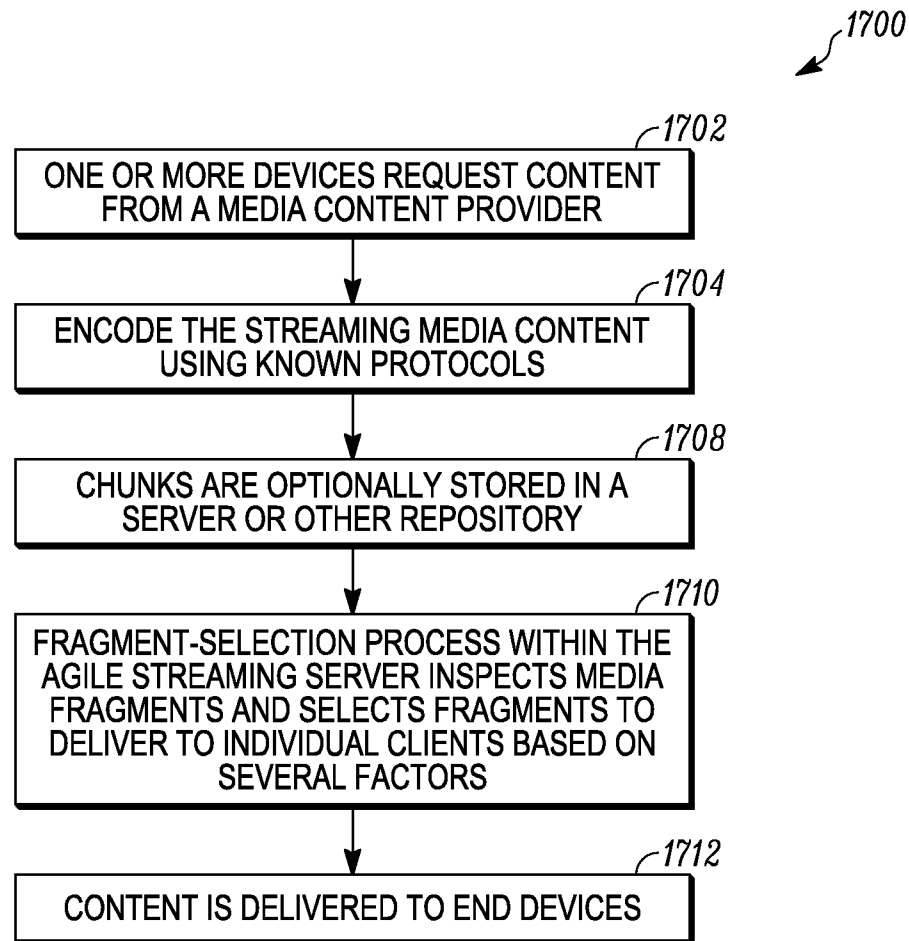 1700
1702
ONE OR MORE DEVICES REQUEST CONTENT
FROM A MEDIA CONTENT PROVIDER
1704
ENCODE THE STREAMING MEDIA CONTENT
USING KNOWN PROTOCOLS
1708
CHUNKS ARE OPTIONALLY STORED IN A
SERVER OR OTHER REPOSITORY
1710
FRAGMENT-SELECTION PROCESS WITHIN THE
AGILE STREAMING SERVER INSPECTS MEDIA
FRAGMENTS AND SELECTS FRAGMENTS TO
DELIVER TO INDIVIDUAL CLIENTS BASED ON
SEVERAL FACTORS
1712
CONTENT IS DELIVERED TO END DEVICES